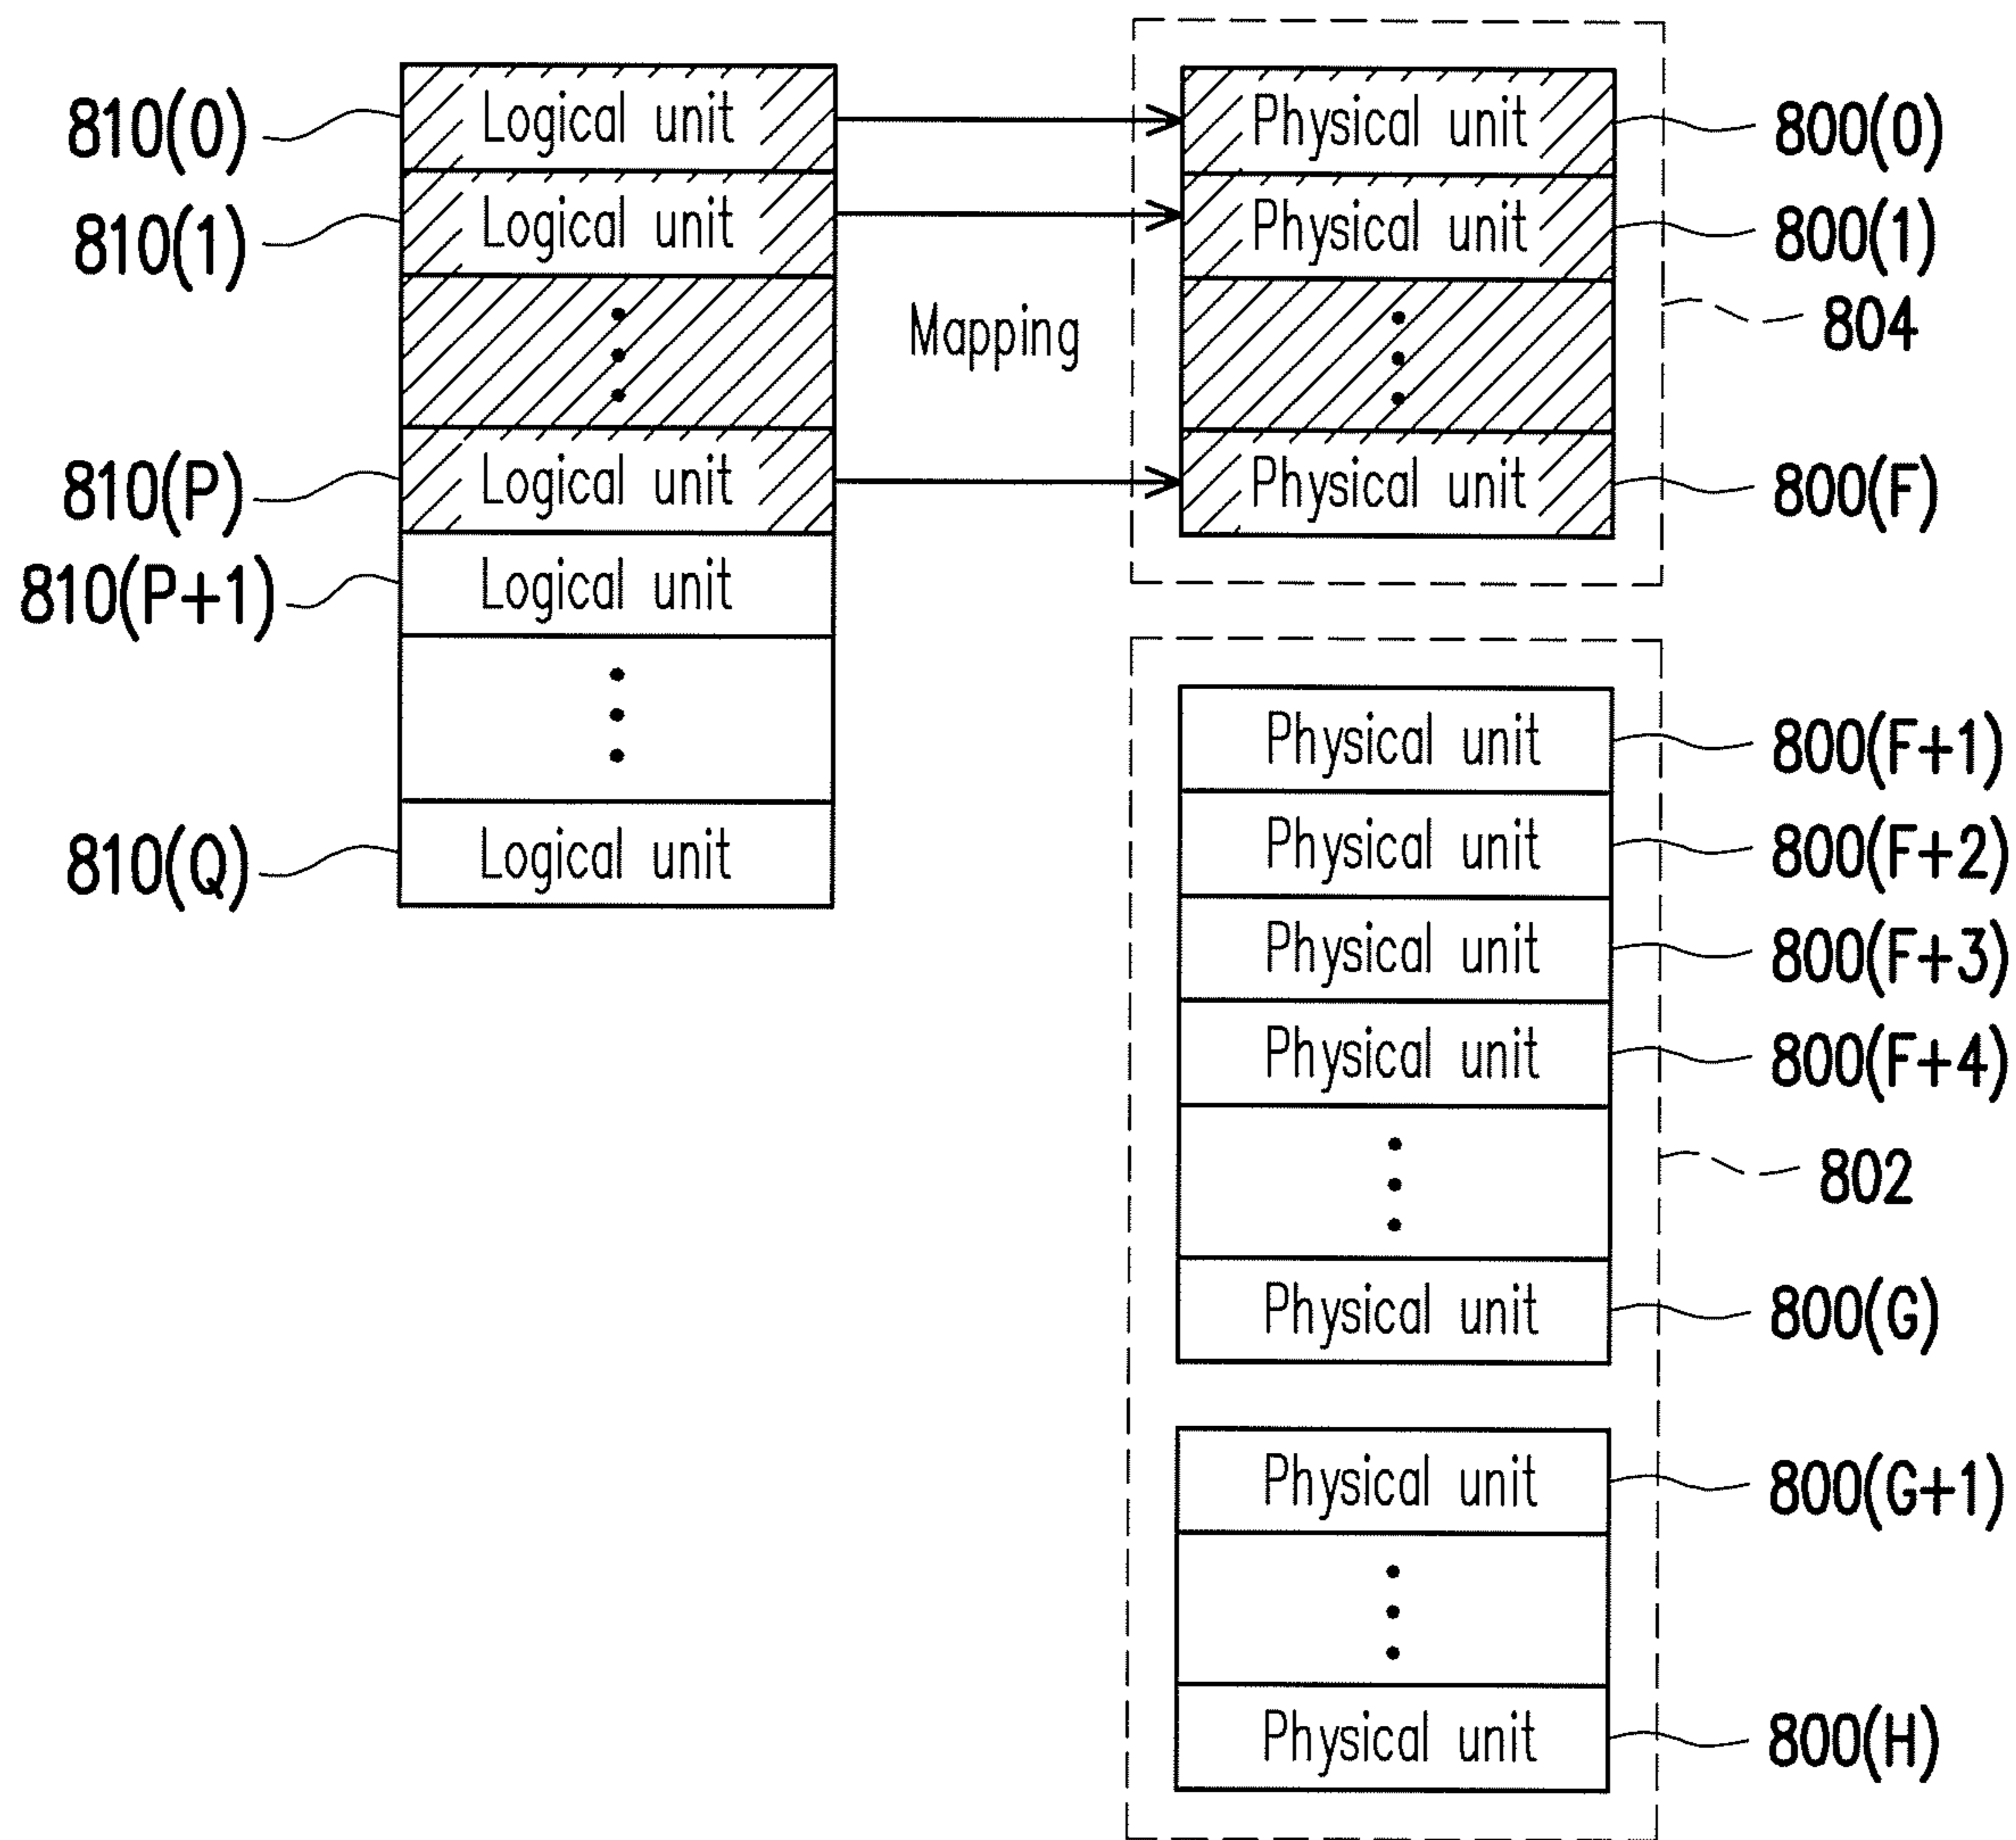 810(0) Logical unit Physical unit 800(0)
810(1) Logical unit Physical unit 800(1)
Mapping 804
810(P) Logical unit Physical unit 800(F)
810(P+1) Logical unit
Physical unit 800(F+1)
810(Q) Logical unit Physical unit 800(F+2)
Physical unit 800(F+3)
Physical unit 800(F+4)
802
Physical unit 800(G)
Physical unit 800(G+1)
Physical unit 800(H)